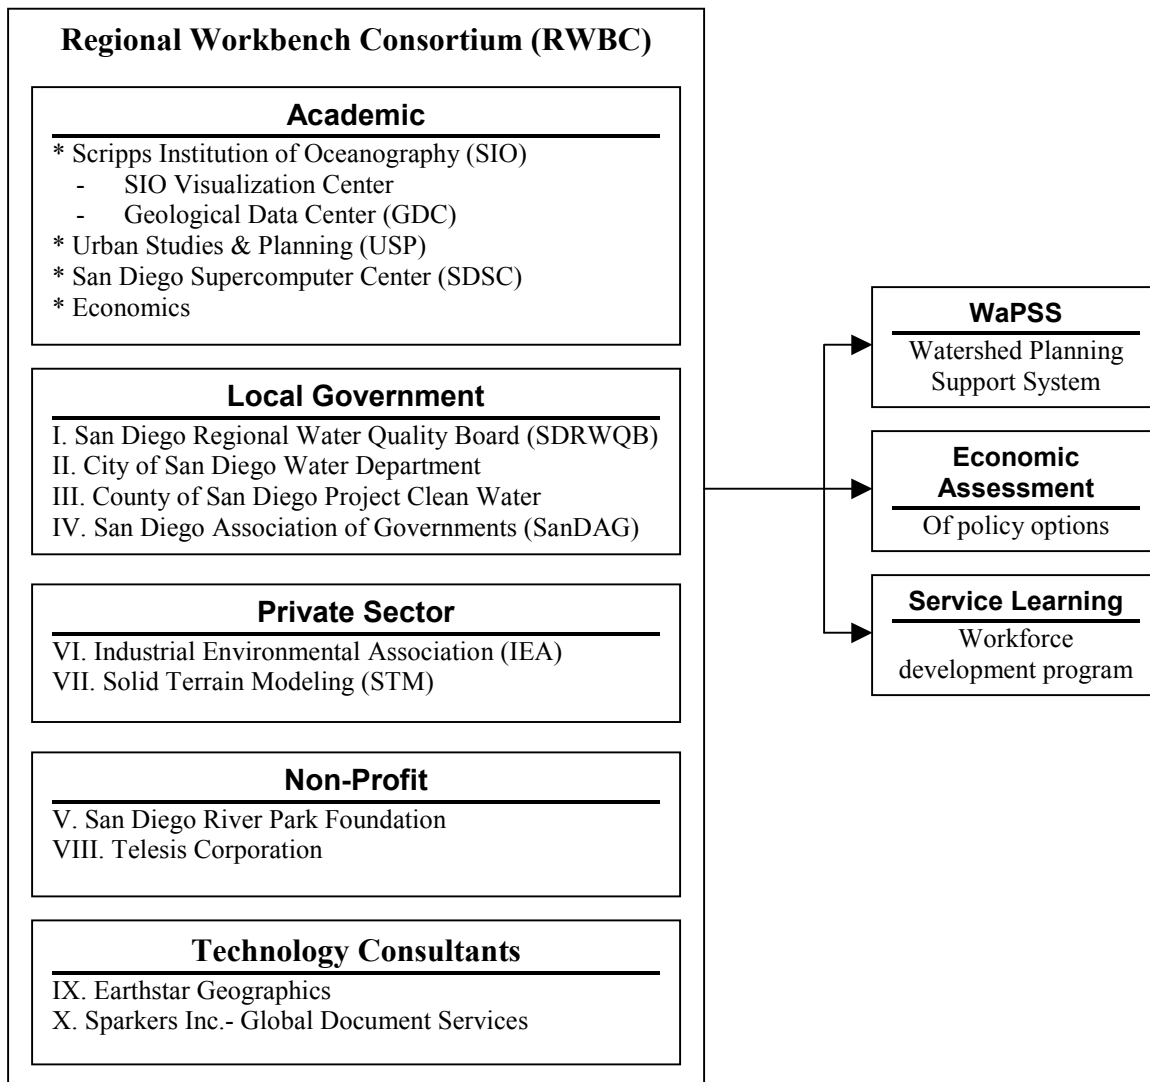 Regional Workbench Consortium (RWBC)
Academic
* Scripps Institution of Oceanography (SIO)
- SIO Visualization Center
- Geological Data Center (GDC)
* Urban Studies & Planning (USP)
* San Diego Supercomputer Center (SDSC)
* Economics
Local Government
I. San Diego Regional Water Quality Board (SDRWQB)
II. City of San Diego Water Department
III. County of San Diego Project Clean Water
IV. San Diego Association of Governments (SanDAG)
Private Sector
VI. Industrial Environmental Association (IEA)
VII. Solid Terrain Modeling (STM)
Non-Profit
V. San Diego River Park Foundation
VIII. Telesis Corporation
Technology Consultants
IX. Earthstar Geographics
X. Sparkers Inc.- Global Document Services
WaPSS
Watershed Planning
Support System
Economic
Assessment
Of policy options
Service Learning
Workforce
development program